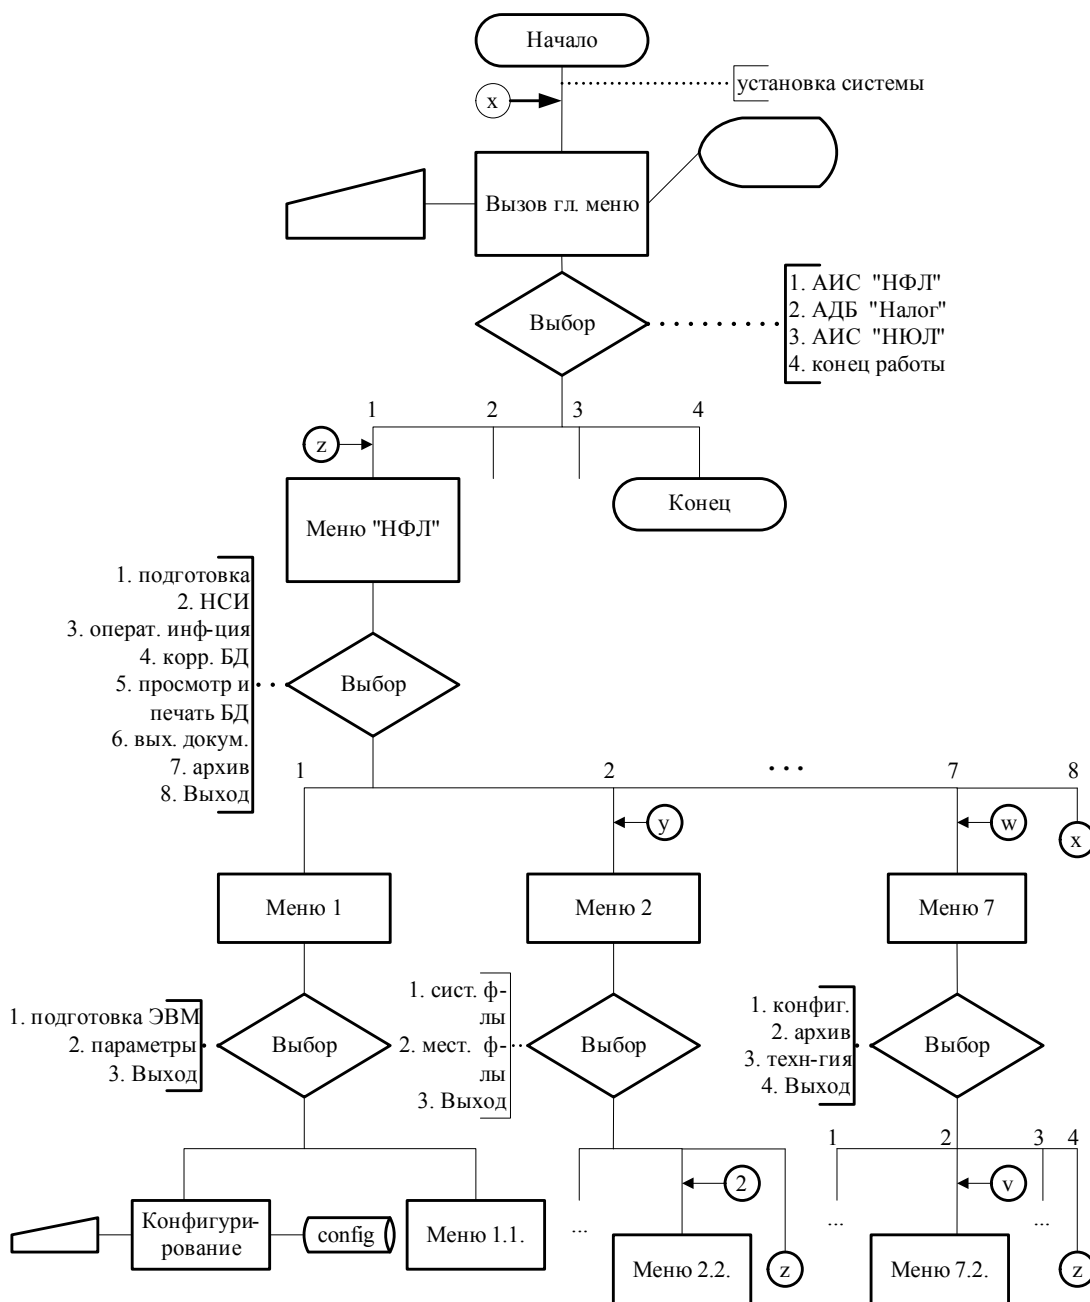 Начало
установка системы
x
Вызов гл. меню
1. АИС "НФЛ"
2. АДБ "Налог"
3. АИС "НЮЛ"
4. конец работы
Выбор
1
2
3
4
z
Меню "НФЛ"
Конец
1. подготовка
2. НСИ
3. операт. инф-ция
4. корр. БД
5. просмотр и
печать БД
6. вых. докум.
7. архив
8. Выход
Выбор
1
2
...
7
8
y
w
x
Меню 1
Меню 2
Меню 7
1. подготовка ЭВМ
2. параметры
3. Выход
Выбор
1. сист. ф-
лы
2. мест. ф-
лы
3. Выход
Выбор
1. конфиг.
2. архив
3. техн-гия
4. Выход
Выбор
1
2
3
4
2
v
Конфигури-
рование
config
Меню 1.1.
...
Меню 2.2.
z
...
Меню 7.2.
...
z